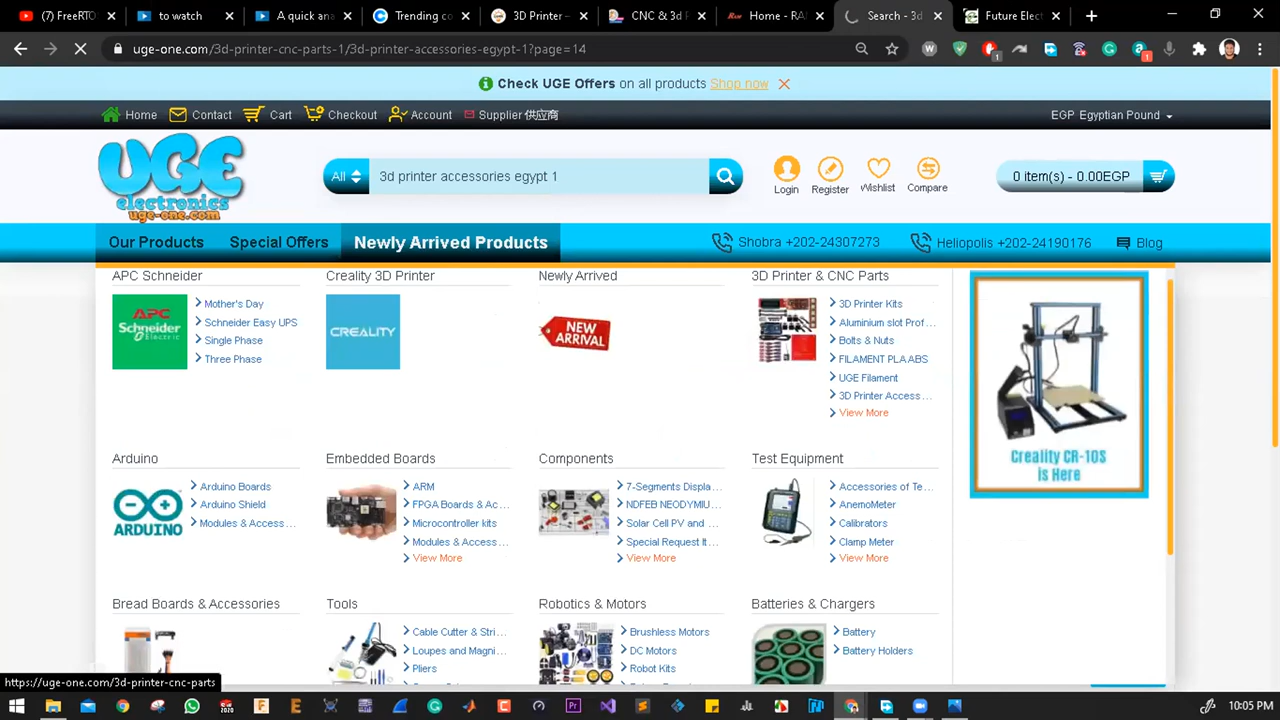 (7) FreeRTO
to watch
A quick ana
Trending co
3D Printer –
CNC & 3d P
Home - RA
Search - 3d
Future Elect
uge-one.com/3d-printer-cnc-parts-1/3d-printer-accessories-egypt-1?page=14
Check UGE Offers on all products Shop now
Home Contact Cart Checkout Account Supplier 供应商 EGP Egyptian Pound
UGE
electronics
uge-one.com
All 3d printer accessories egypt 1
Login Register Wishlist Compare
0 item(s) - 0.00EGP
Our Products Special Offers Newly Arrived Products Shobra +202-24307273 Heliopolis +202-24190176 Blog
APC Schneider
APC
Schneider
Electric
Mother's Day
Schneider Easy UPS
Single Phase
Three Phase
Creality 3D Printer
CREALITY
Newly Arrived
NEW
ARRIVAL
3D Printer & CNC Parts
3D Printer Kits
Aluminium slot Prof...
Bolts & Nuts
FILAMENT PLA ABS
UGE Filament
3D Printer Access...
View More
Creality CR-10S
is Here
Arduino
ARDUINO
Arduino Boards
Arduino Shield
Modules & Access...
Embedded Boards
ARM
FPGA Boards & Ac...
Microcontroller kits
Modules & Access...
View More
Components
7-Segments Displa...
NDFEB NEODYMIU...
Solar Cell PV and ...
Special Request It...
View More
Test Equipment
Accessories of Te...
AnemoMeter
Calibrators
Clamp Meter
View More
Bread Boards & Accessories
Tools
Cable Cutter & Stri...
Loupes and Magni...
Pliers
Robotics & Motors
Brushless Motors
DC Motors
Robot Kits
Batteries & Chargers
Battery
Battery Holders
https://uge-one.com/3d-printer-cnc-parts
10:05 PM